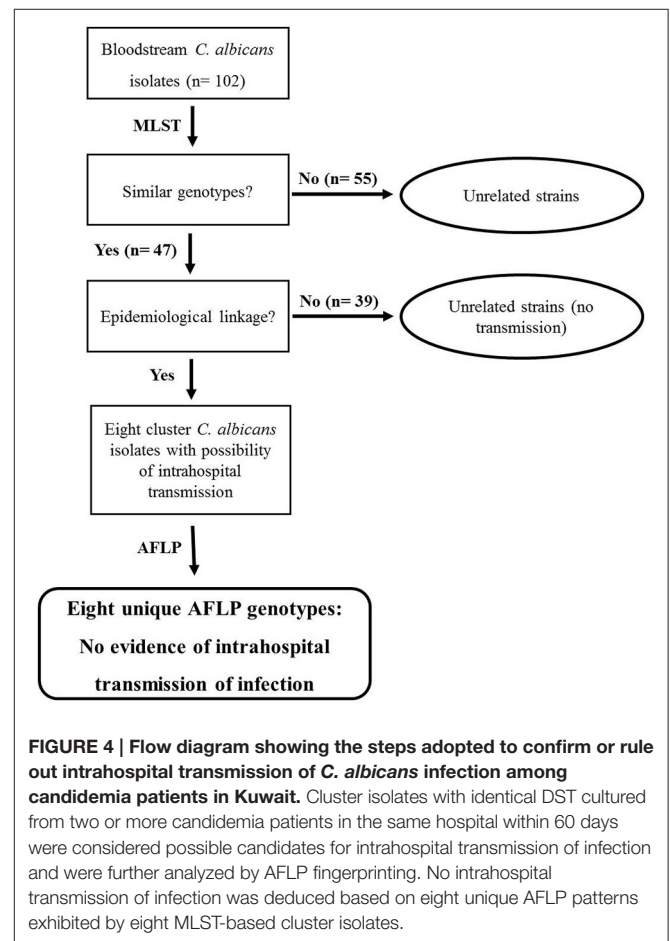 Bloodstream C. albicans
isolates (n= 102)
MLST
Similar genotypes?
No (n= 55)
Unrelated strains
Yes (n= 47)
Epidemiological linkage?
No (n= 39)
Unrelated strains (no
transmission)
Yes
Eight cluster C. albicans
isolates with possibility
of intrahospital
transmission
AFLP
Eight unique AFLP genotypes:
No evidence of intrahospital
transmission of infection
FIGURE 4 | Flow diagram showing the steps adopted to confirm or rule
out intrahospital transmission of C. albicans infection among
candidemia patients in Kuwait. Cluster isolates with identical DST cultured
from two or more candidemia patients in the same hospital within 60 days
were considered possible candidates for intrahospital transmission of infection
and were further analyzed by AFLP fingerprinting. No intrahospital
transmission of infection was deduced based on eight unique AFLP patterns
exhibited by eight MLST-based cluster isolates.